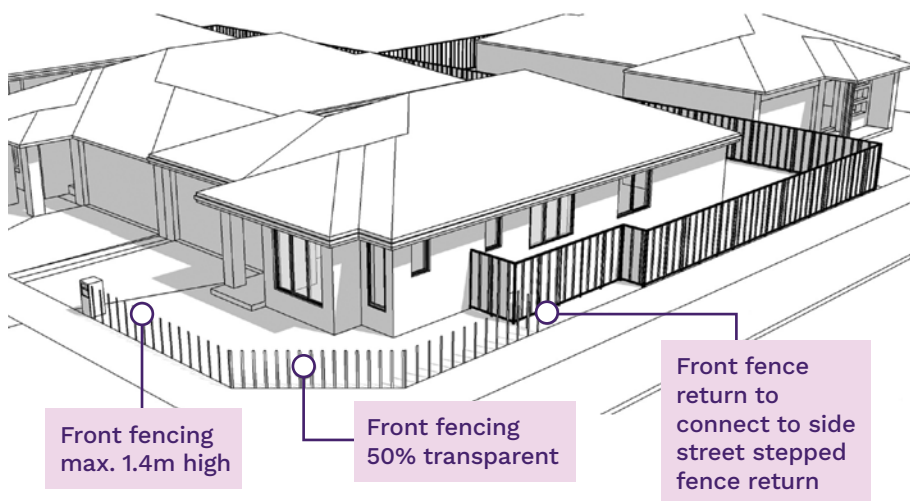 Front fencing
max. 1.4m high
Front fencing
50% transparent
Front fence
return to
connect to side
street stepped
fence return